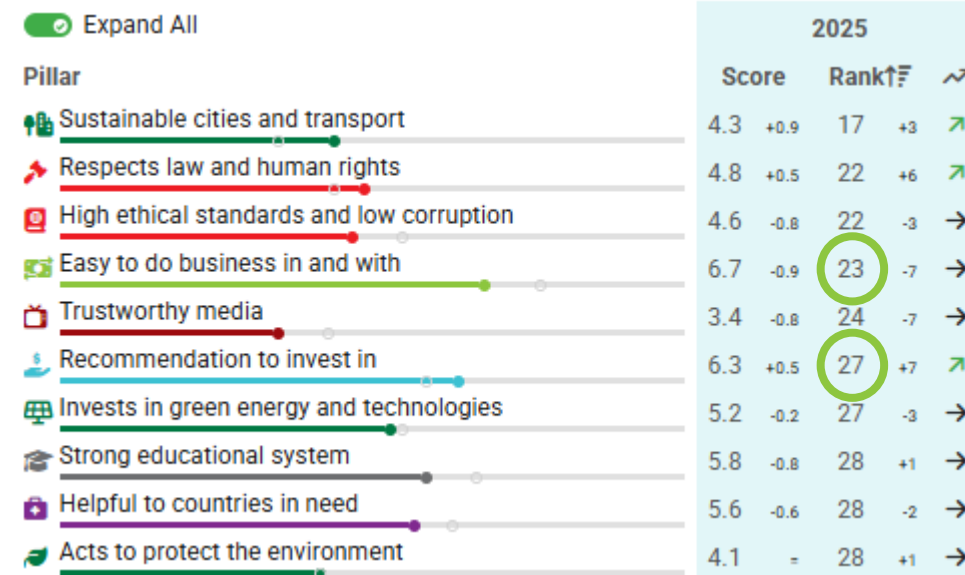 Expand All
2025
Pillar Score Rank
Sustainable cities and transport 4.3 +0.9 17 +3
Respects law and human rights 4.8 +0.5 22 +6
High ethical standards and low corruption 4.6 -0.8 22 -3
Easy to do business in and with 6.7 -0.9 23 -7
Trustworthy media 3.4 -0.8 24 -7
Recommendation to invest in 6.3 +0.5 27 +7
Invests in green energy and technologies 5.2 -0.2 27 -3
Strong educational system 5.8 -0.8 28 +1
Helpful to countries in need 5.6 -0.6 28 -2
Acts to protect the environment 4.1 = 28 +1